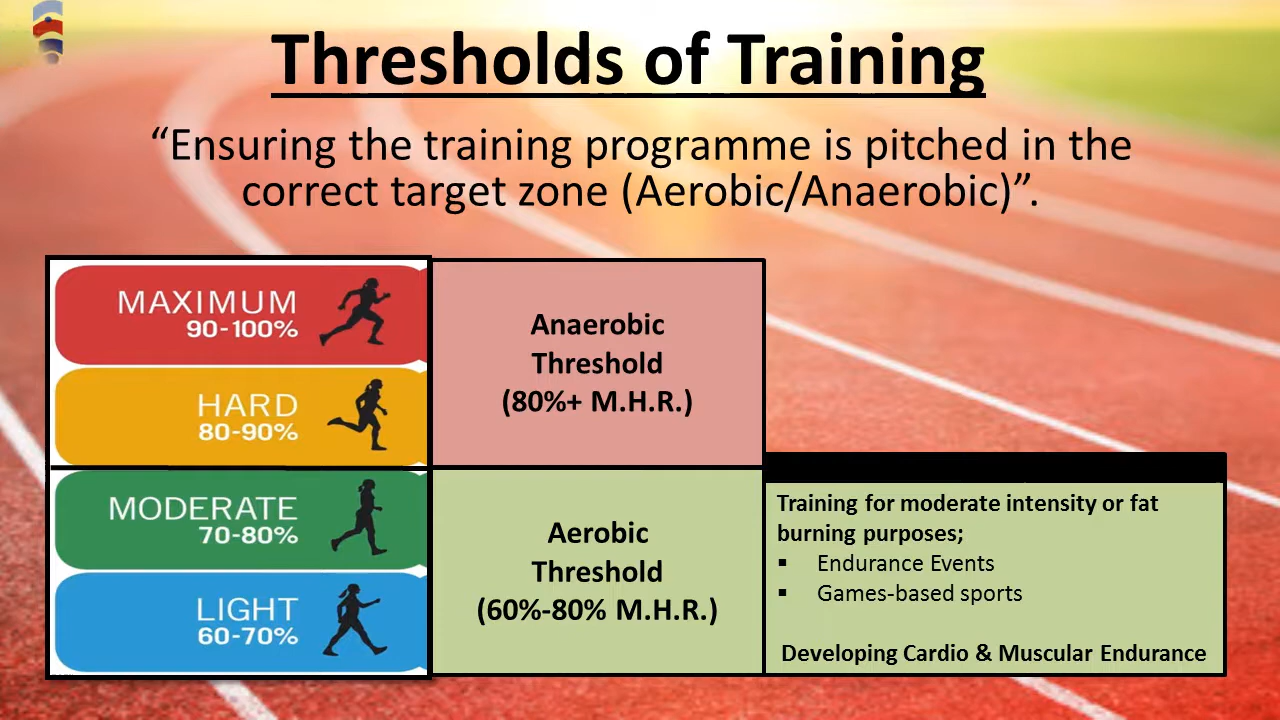 Thresholds of Training
“Ensuring the training programme is pitched in the
correct target zone (Aerobic/Anaerobic)”.
MAXIMUM
90-100%
HARD
80-90%
MODERATE
70-80%
LIGHT
60-70%
Anaerobic
Threshold
(80%+ M.H.R.)
Aerobic
Threshold
(60%-80% M.H.R.)
Training for moderate intensity or fat
burning purposes;
▪ Endurance Events
▪ Games-based sports
Developing Cardio & Muscular Endurance